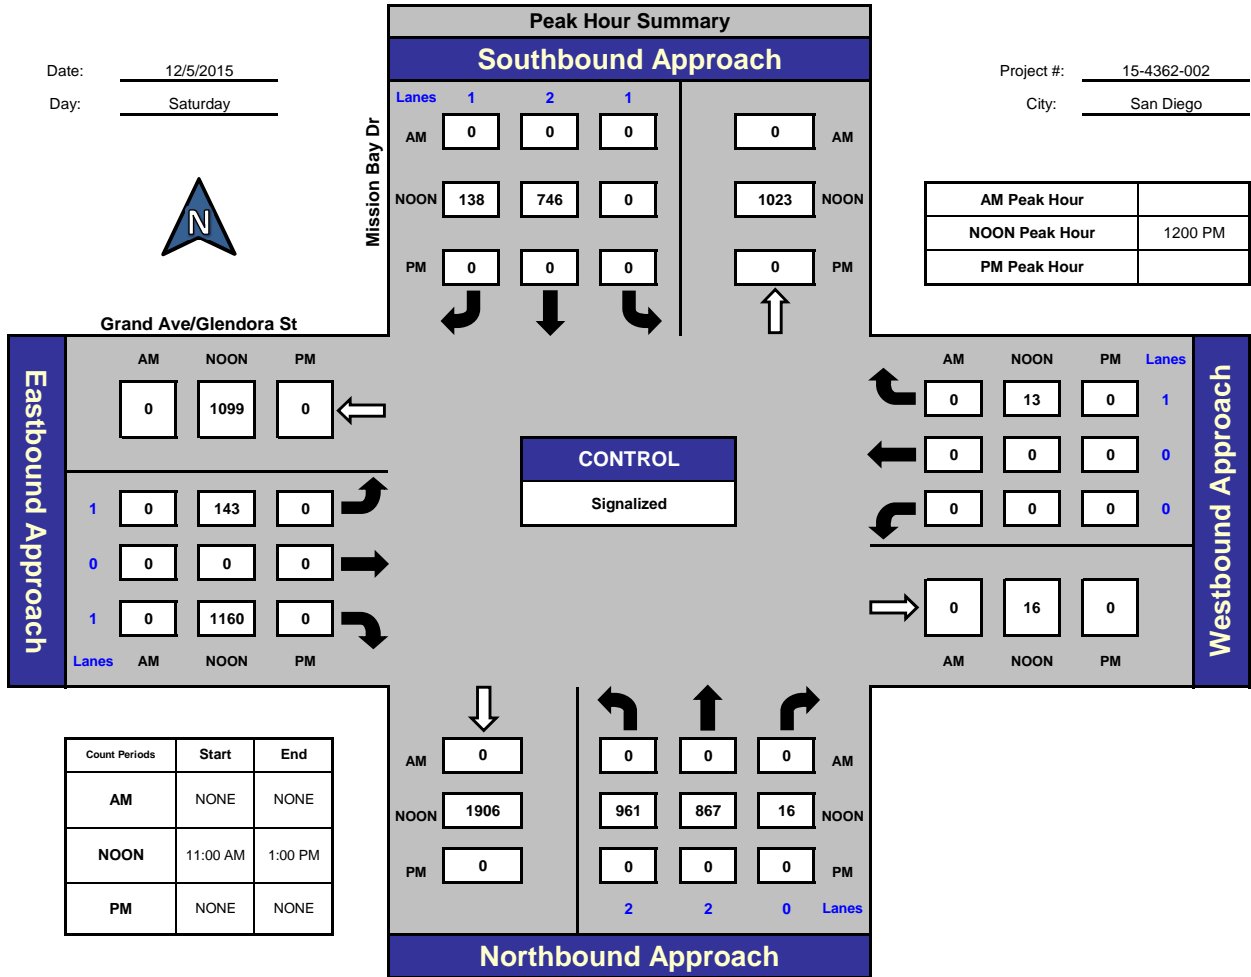 Peak Hour Summary
Southbound Approach
Date: 12/5/2015
Day: Saturday
Project #: 15-4362-002
City: San Diego
N
Mission Bay Dr
Lanes 1 2 1
AM 0 0 0 0 AM
NOON 138 746 0 1023 NOON
PM 0 0 0 0 PM
AM Peak Hour
NOON Peak Hour 1200 PM
PM Peak Hour
Grand Ave/Glendora St
Eastbound Approach
AM NOON PM
0 1099 0
1 0 143 0
0 0 0 0
1 0 1160 0
Lanes AM NOON PM
CONTROL
Signalized
AM NOON PM Lanes
0 13 0 1
0 0 0 0
0 0 0 0
0 16 0
AM NOON PM
Westbound Approach
Count Periods Start End
AM NONE NONE
NOON 11:00 AM 1:00 PM
PM NONE NONE
AM 0 0 0 0 AM
NOON 1906 961 867 16 NOON
PM 0 0 0 0 PM
2 2 0 Lanes
Northbound Approach